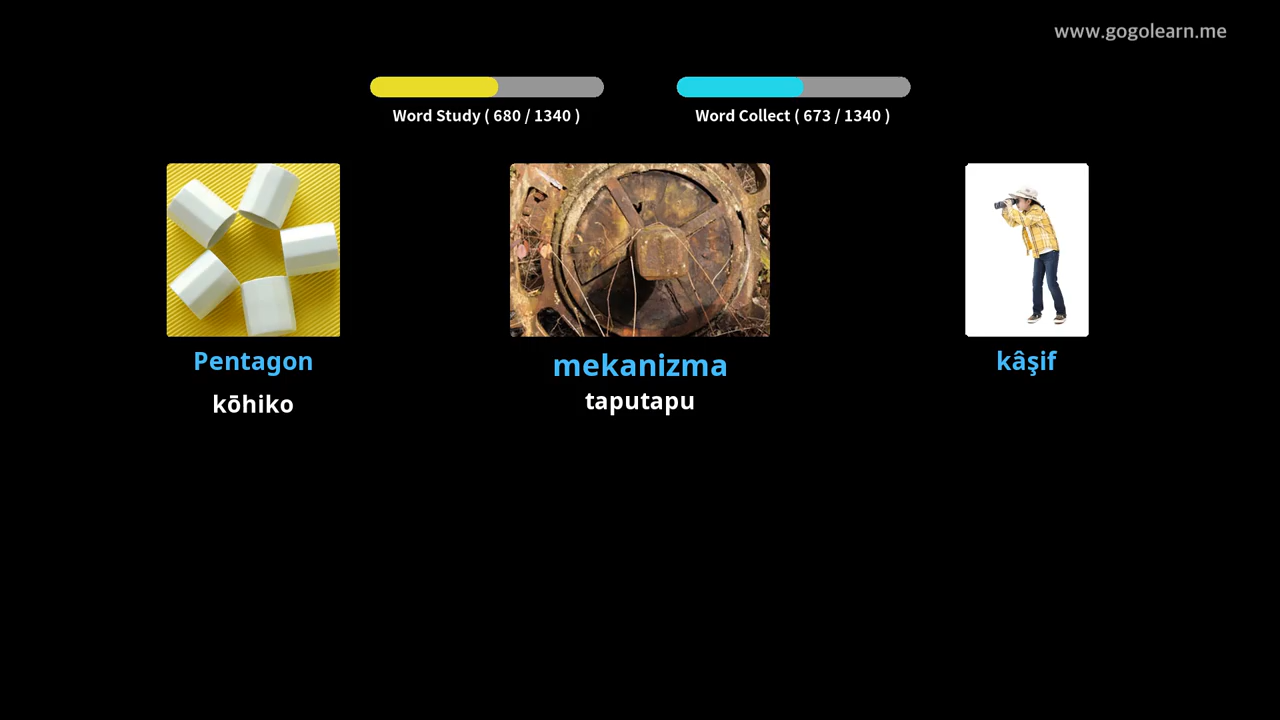 www.gogolearn.me
Word Study ( 680 / 1340 )
Word Collect ( 673 / 1340 )
Pentagon
kōhiko
mekanizma
taputapu
kâşif